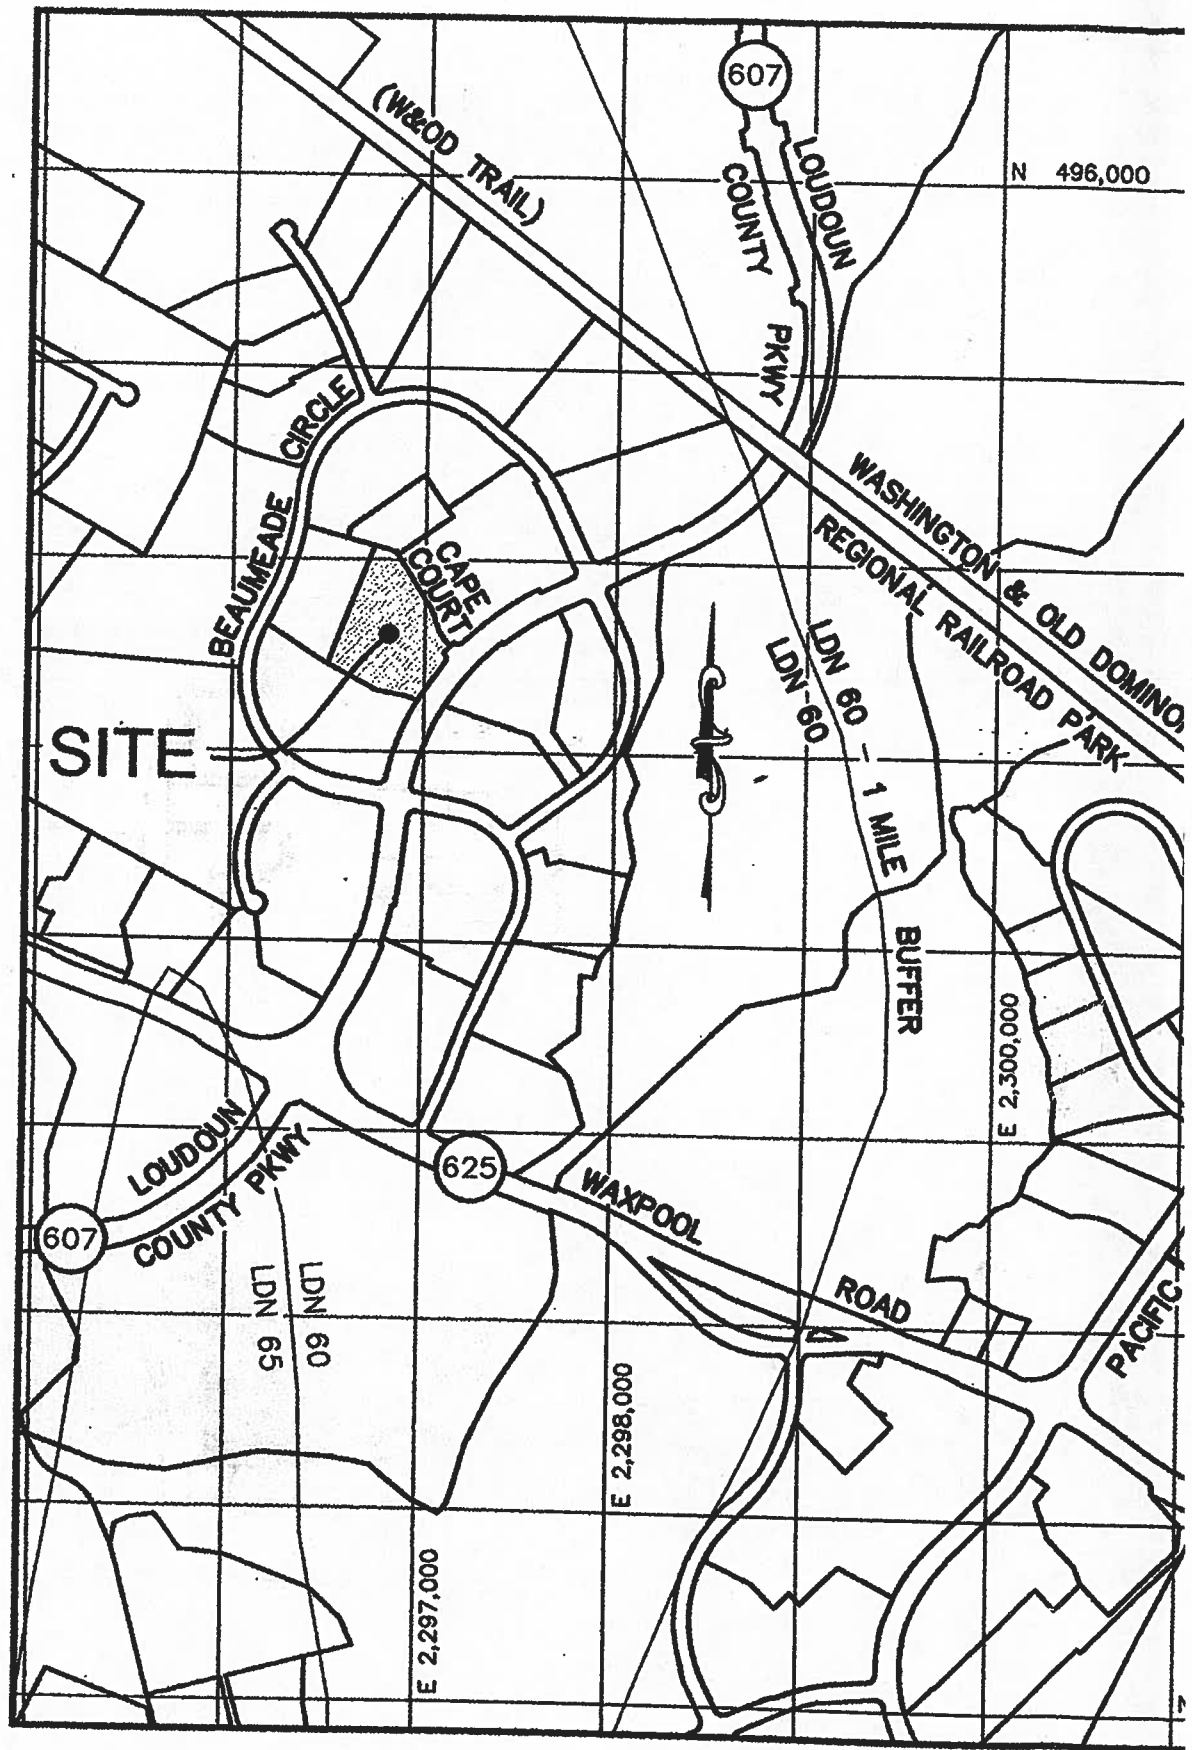 607
(W&OD TRAIL)
LOUDOUN
COUNTY
PKWY
N 496,000
BEAUMEADE CIRCLE
CAPE
COURT
WASHINGTON & OLD DOMINO
REGIONAL RAILROAD PARK
SITE
LDN 60 - 1 MILE BUFFER
LDN 60
E 2,300,000
LOUDOUN
COUNTY PKWY
607
625
WAXPOOL ROAD
PACIFIC
LDN 60
LDN 65
E 2,298,000
E 2,297,000